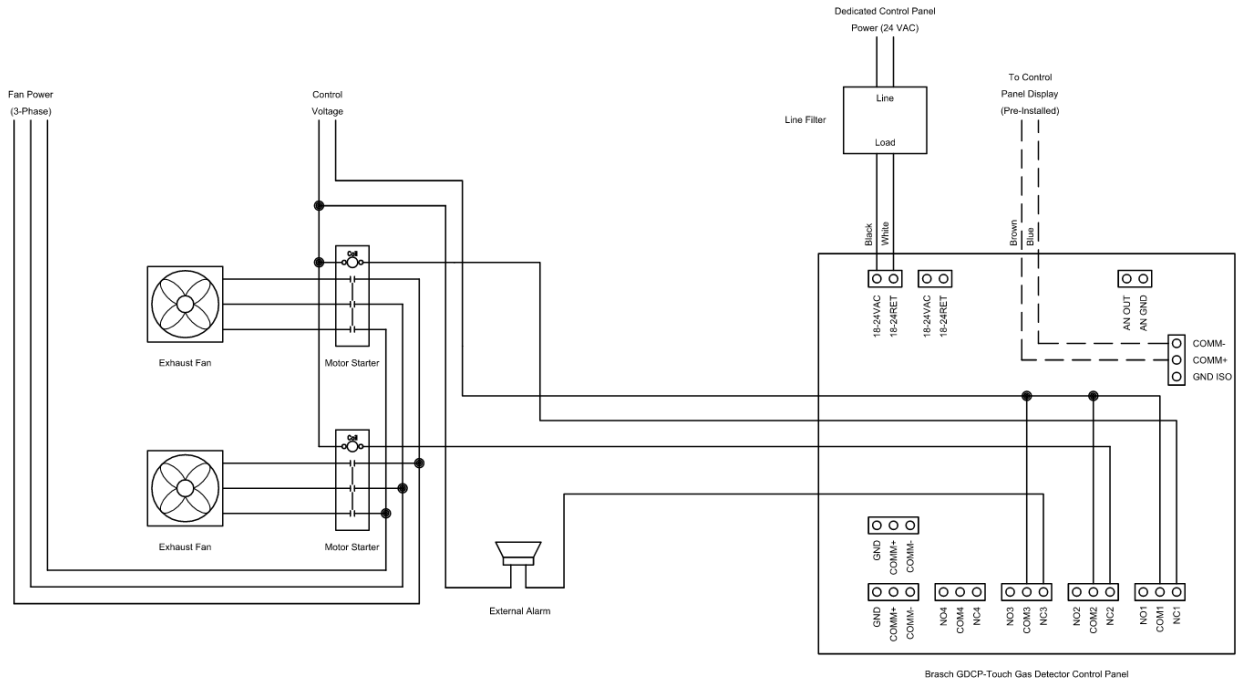 Dedicated Control Panel
Power (24 VAC)
Fan Power
(3-Phase)
Control
Voltage
To Control
Panel Display
(Pre-Installed)
Line Filter
Line
Load
Black
White
Brown
Blue
Coil
Exhaust Fan
Motor Starter
18-24VAC
18-24RET
18-24VAC
18-24RET
AN OUT
AN GND
COMM-
COMM+
GND ISO
Coil
Exhaust Fan
Motor Starter
External Alarm
GND
COMM+
COMM-
GND
COMM+
COMM-
NO4
COM4
NC4
NO3
COM3
NC3
NO2
COM2
NC2
NO1
COM1
NC1
Brasch GDCP-Touch Gas Detector Control Panel